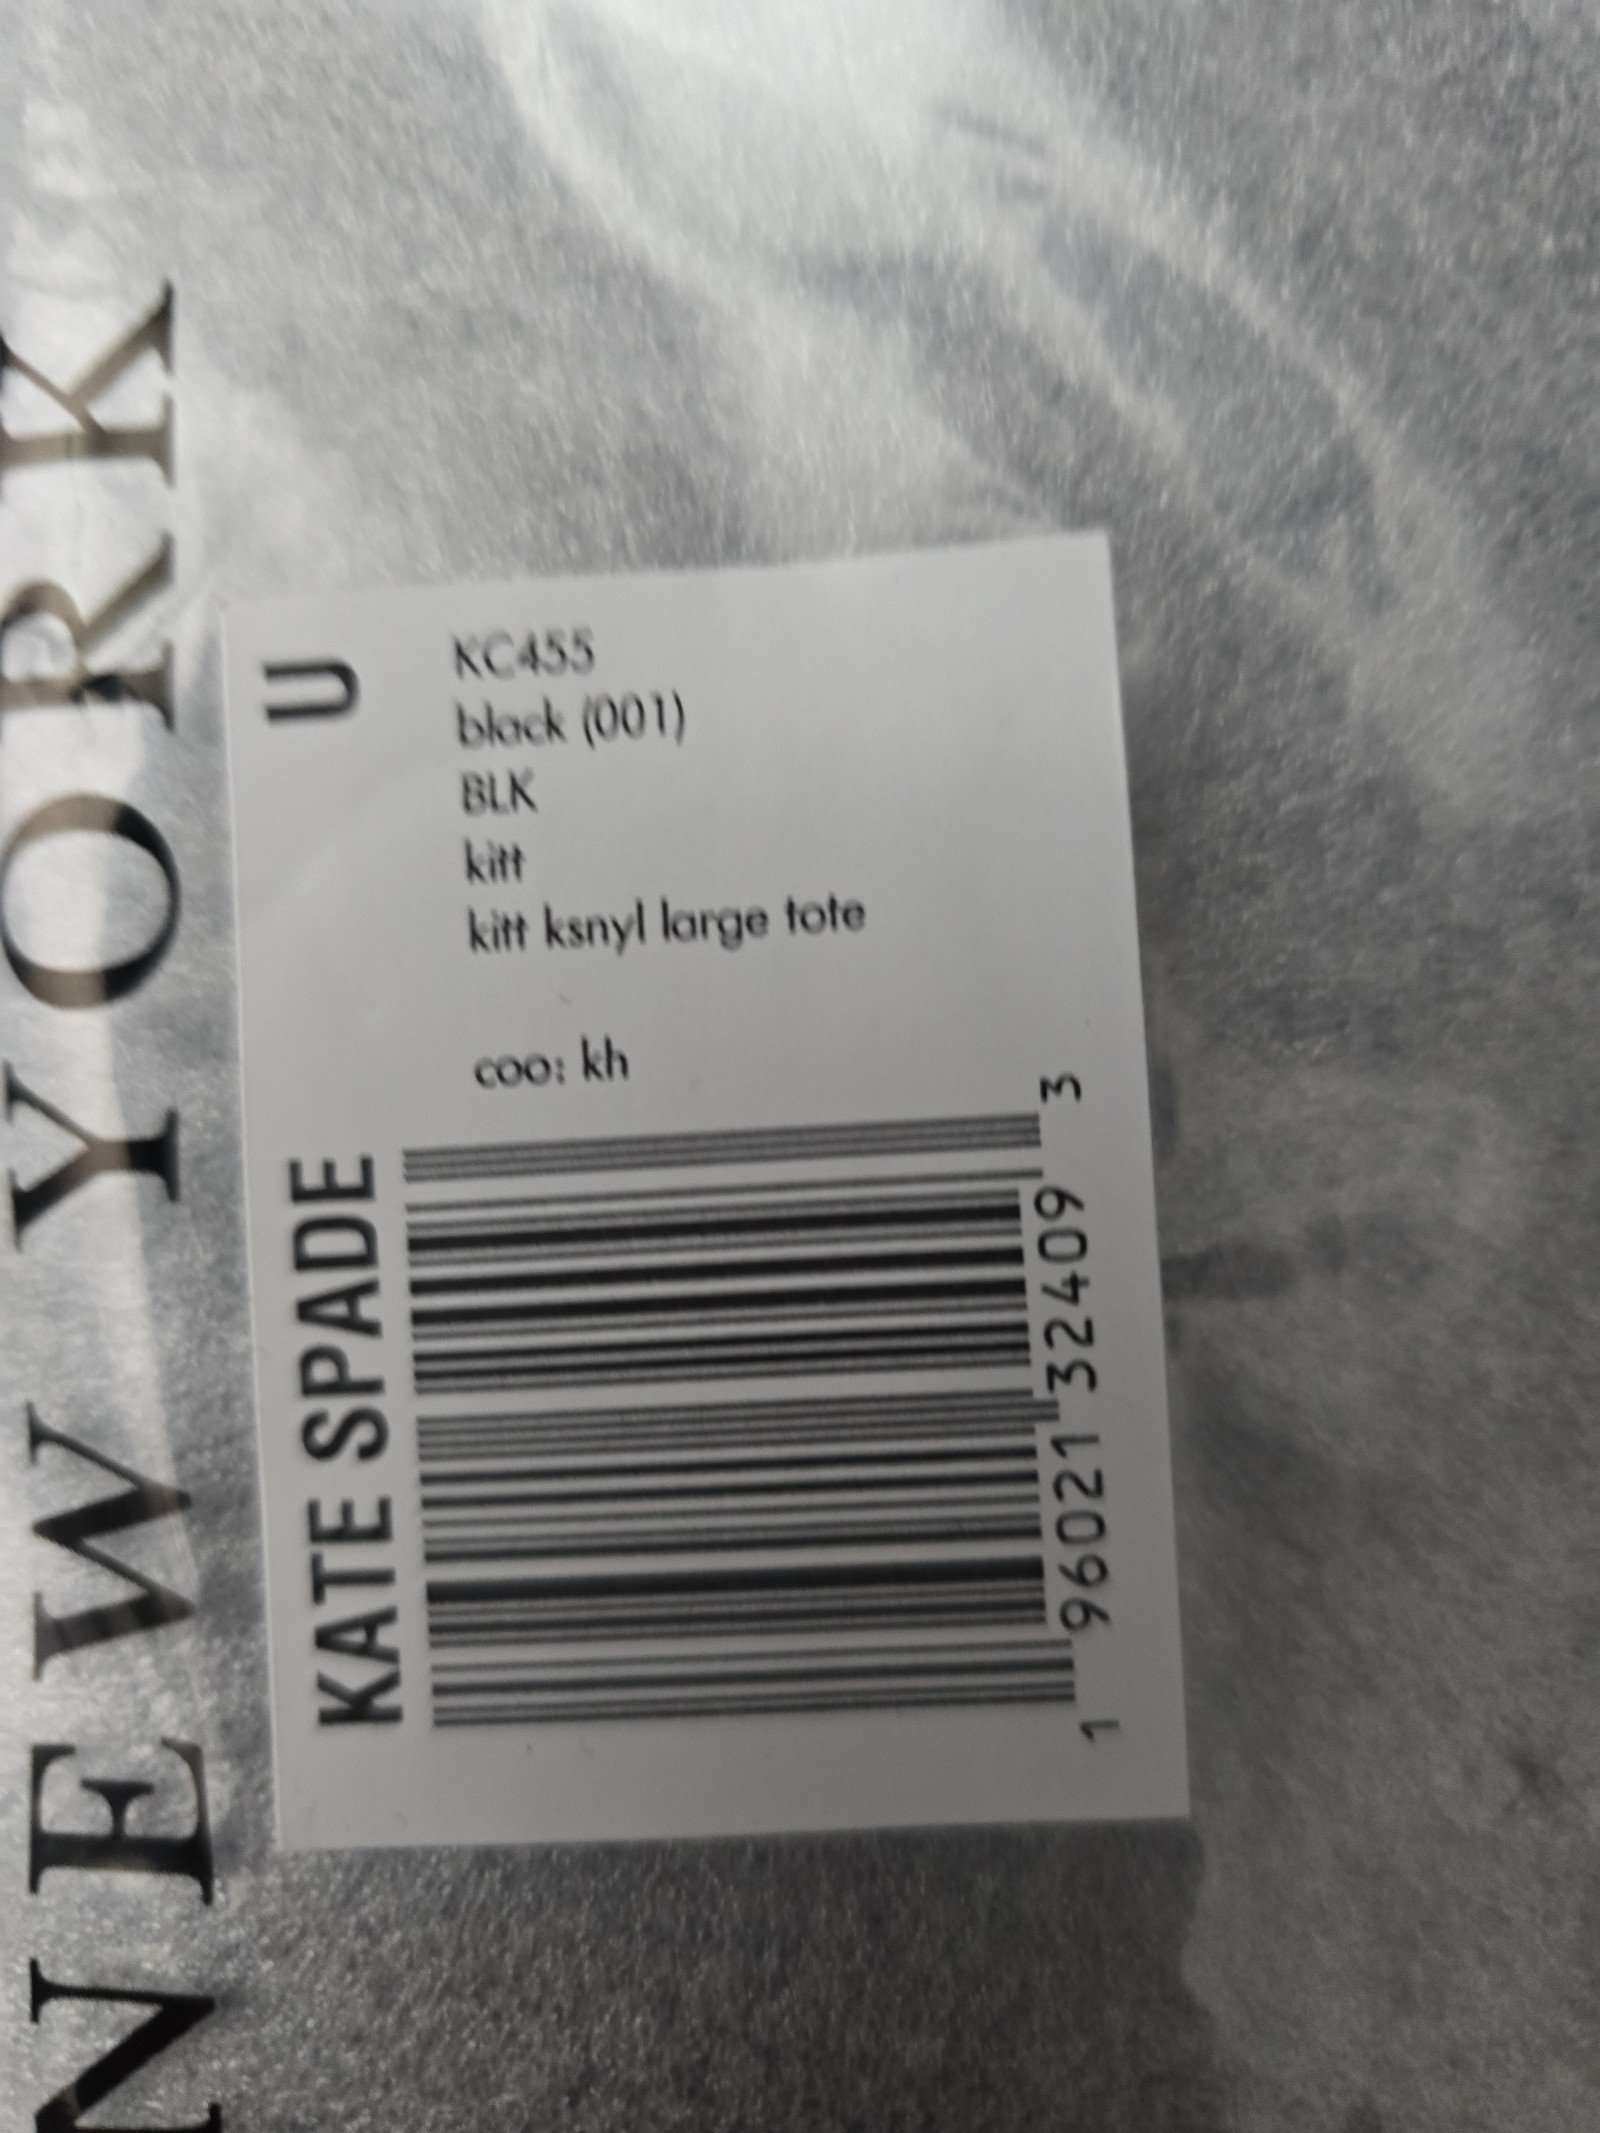 NEW YORK
KATE SPADE
U
KC455
black (001)
BLK
kitt
kitt ksnyl large tote
coo: kh
1 96021 32409 3